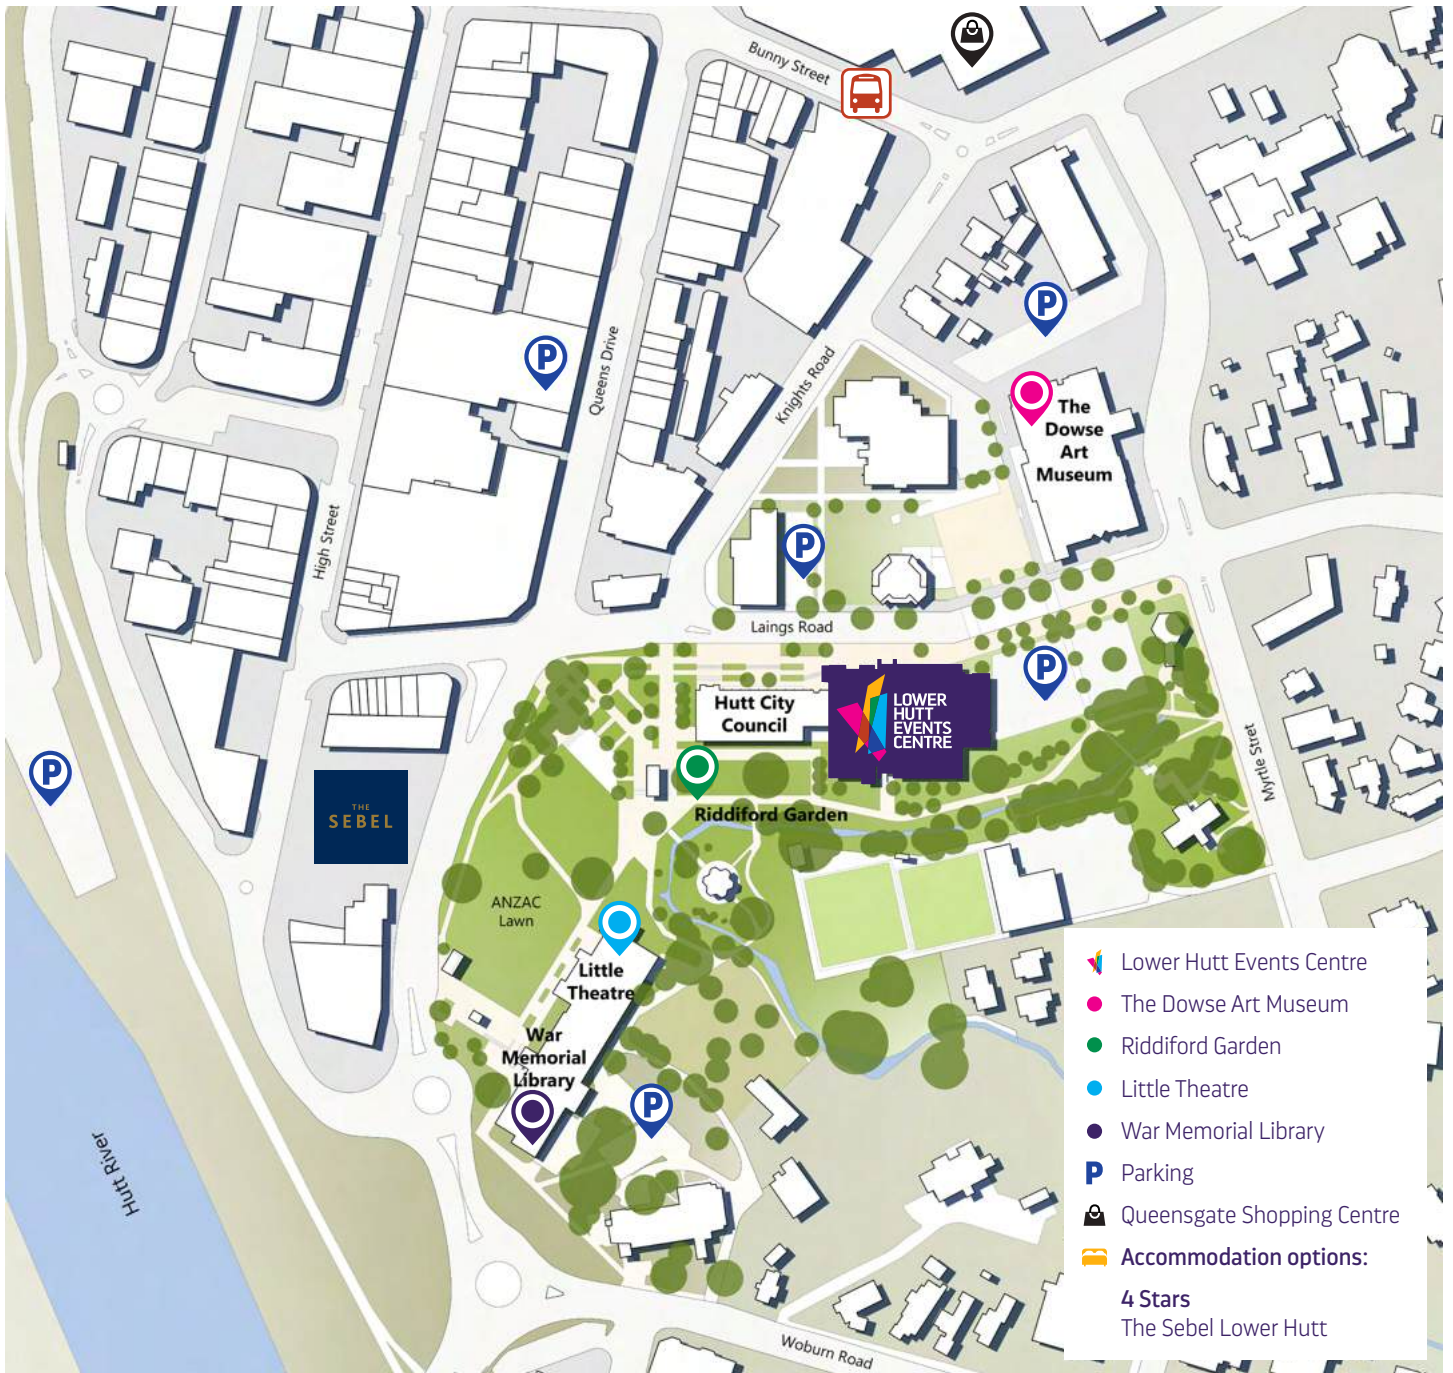 Bunny Street
Queens Drive
Knights Road
P
P
The
Dowse
Art
Museum
High Street
P
Laings Road
P
Hutt City
Council
LOWER
HUTT
EVENTS
CENTRE
Myrtle Stret
P
THE
SEBEL
Riddiford Garden
ANZAC
Lawn
Little
Theatre
War
Memorial
Library
P
Hutt River
Woburn Road
Lower Hutt Events Centre
The Dowse Art Museum
Riddiford Garden
Little Theatre
War Memorial Library
P Parking
Queensgate Shopping Centre
Accommodation options:
4 Stars
The Sebel Lower Hutt